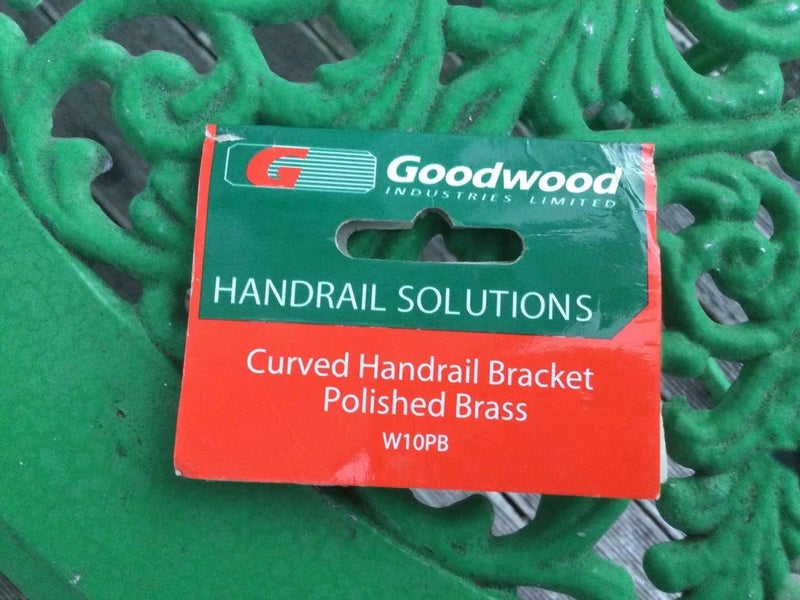 G
Goodwood
INDUSTRIES LIMITED
HANDRAIL SOLUTIONS
Curved Handrail Bracket
Polished Brass
W10PB